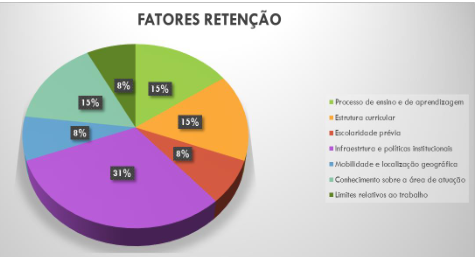 FATORES RETENÇÃO
8%
15%
15%
15%
8%
8%
31%
Processo de ensino e de aprendizagem
Estrutura curricular
Escolaridade prévia
Infraestrtura e políticas institucionais
Mobilidade e localização geográfica
Conhecimento sobre a área de atuação
Limites relativos ao trabalho